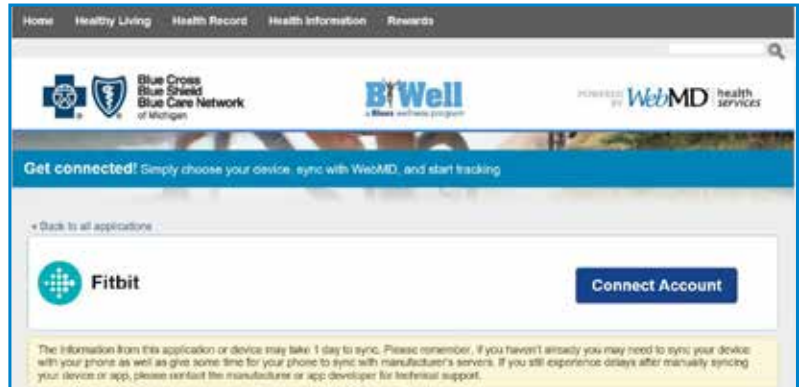 Home Healthy Living Health Record Health Information Rewards
Blue Cross
Blue Shield
Blue Care Network
of Michigan
BWell
a Blues wellness program
POWERED
BY
WebMD health
services
Get connected! Simply choose your device, sync with WebMD, and start tracking
« Back to all applications
Fitbit
Connect Account
The information from this application or device may take 1 day to sync. Please remember, if you haven't already you may need to sync your device
with your phone as well as give some time for your phone to sync with manufacturer's servers. If you still experience delays after manually syncing
your device or app, please contact the manufacturer or app developer for technical support.